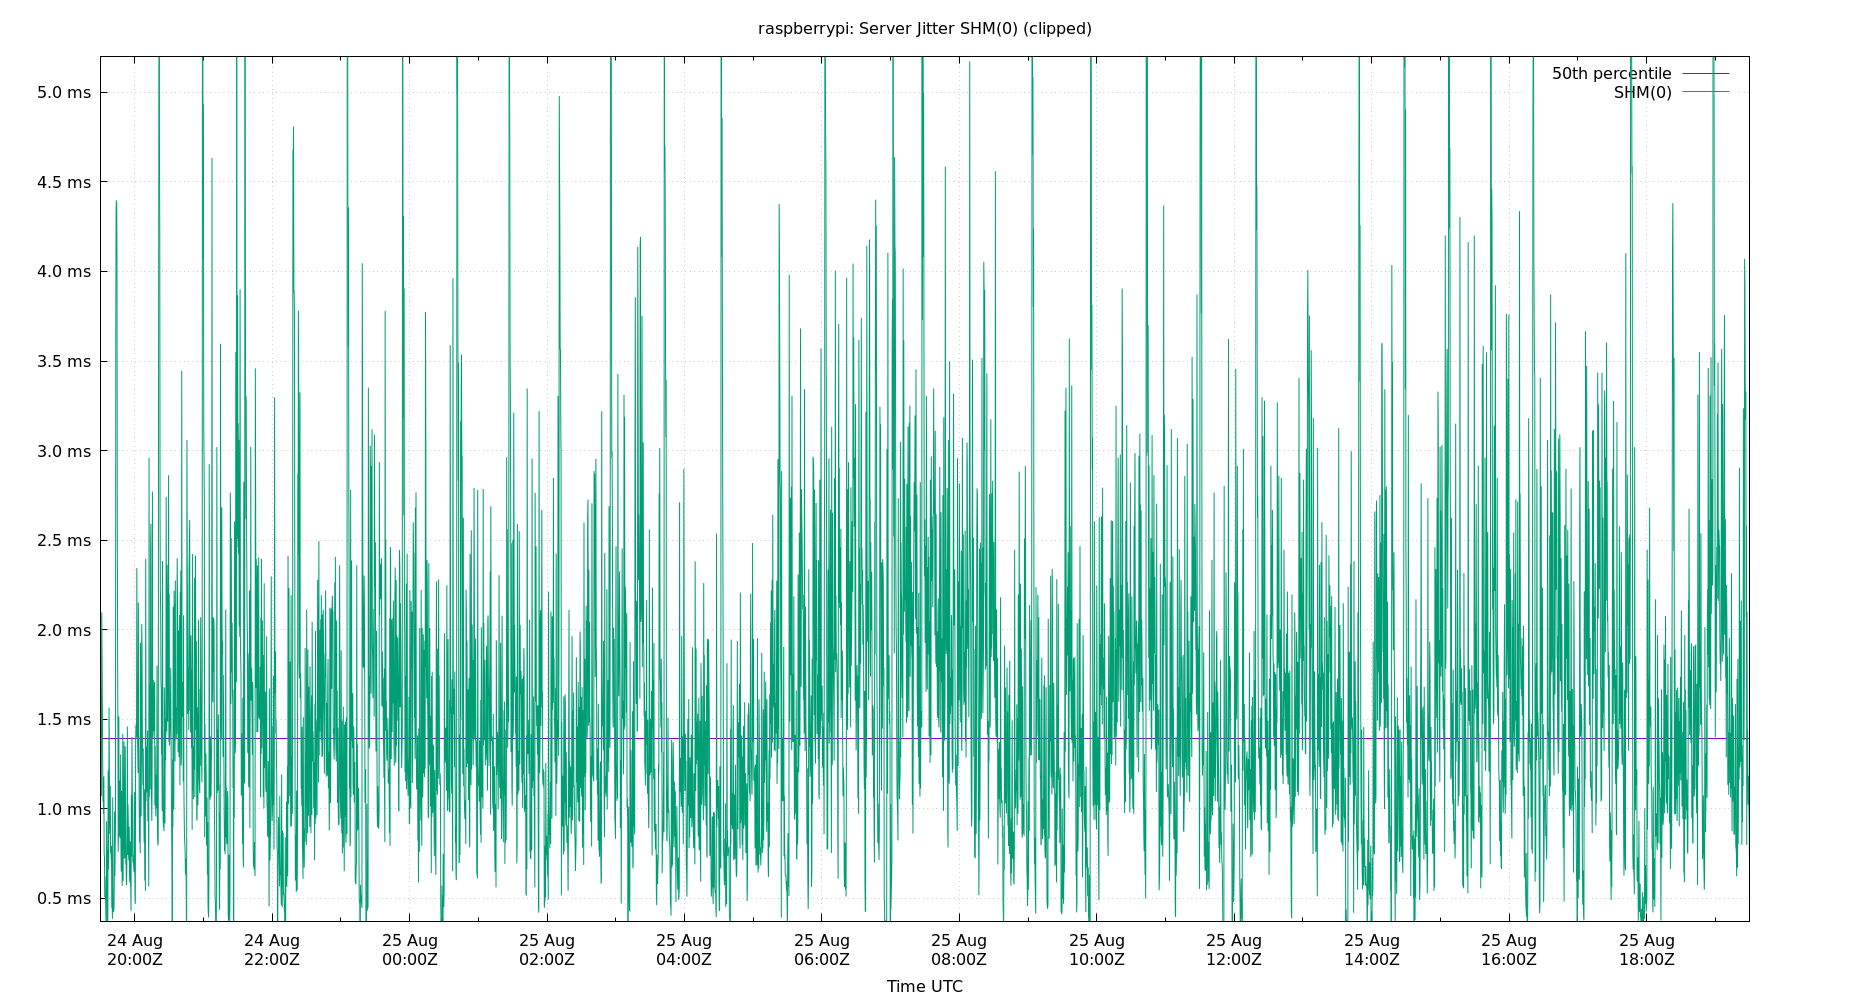 raspberrypi: Server Jitter SHM(0) (clipped)
50th percentile
SHM(0)
5.0 ms
4.5 ms
4.0 ms
3.5 ms
3.0 ms
2.5 ms
2.0 ms
1.5 ms
1.0 ms
0.5 ms
24 Aug 24 Aug 25 Aug 25 Aug 25 Aug 25 Aug 25 Aug 25 Aug 25 Aug 25 Aug 25 Aug 25 Aug
20:00Z 22:00Z 00:00Z 02:00Z 04:00Z 06:00Z 08:00Z 10:00Z 12:00Z 14:00Z 16:00Z 18:00Z
Time UTC